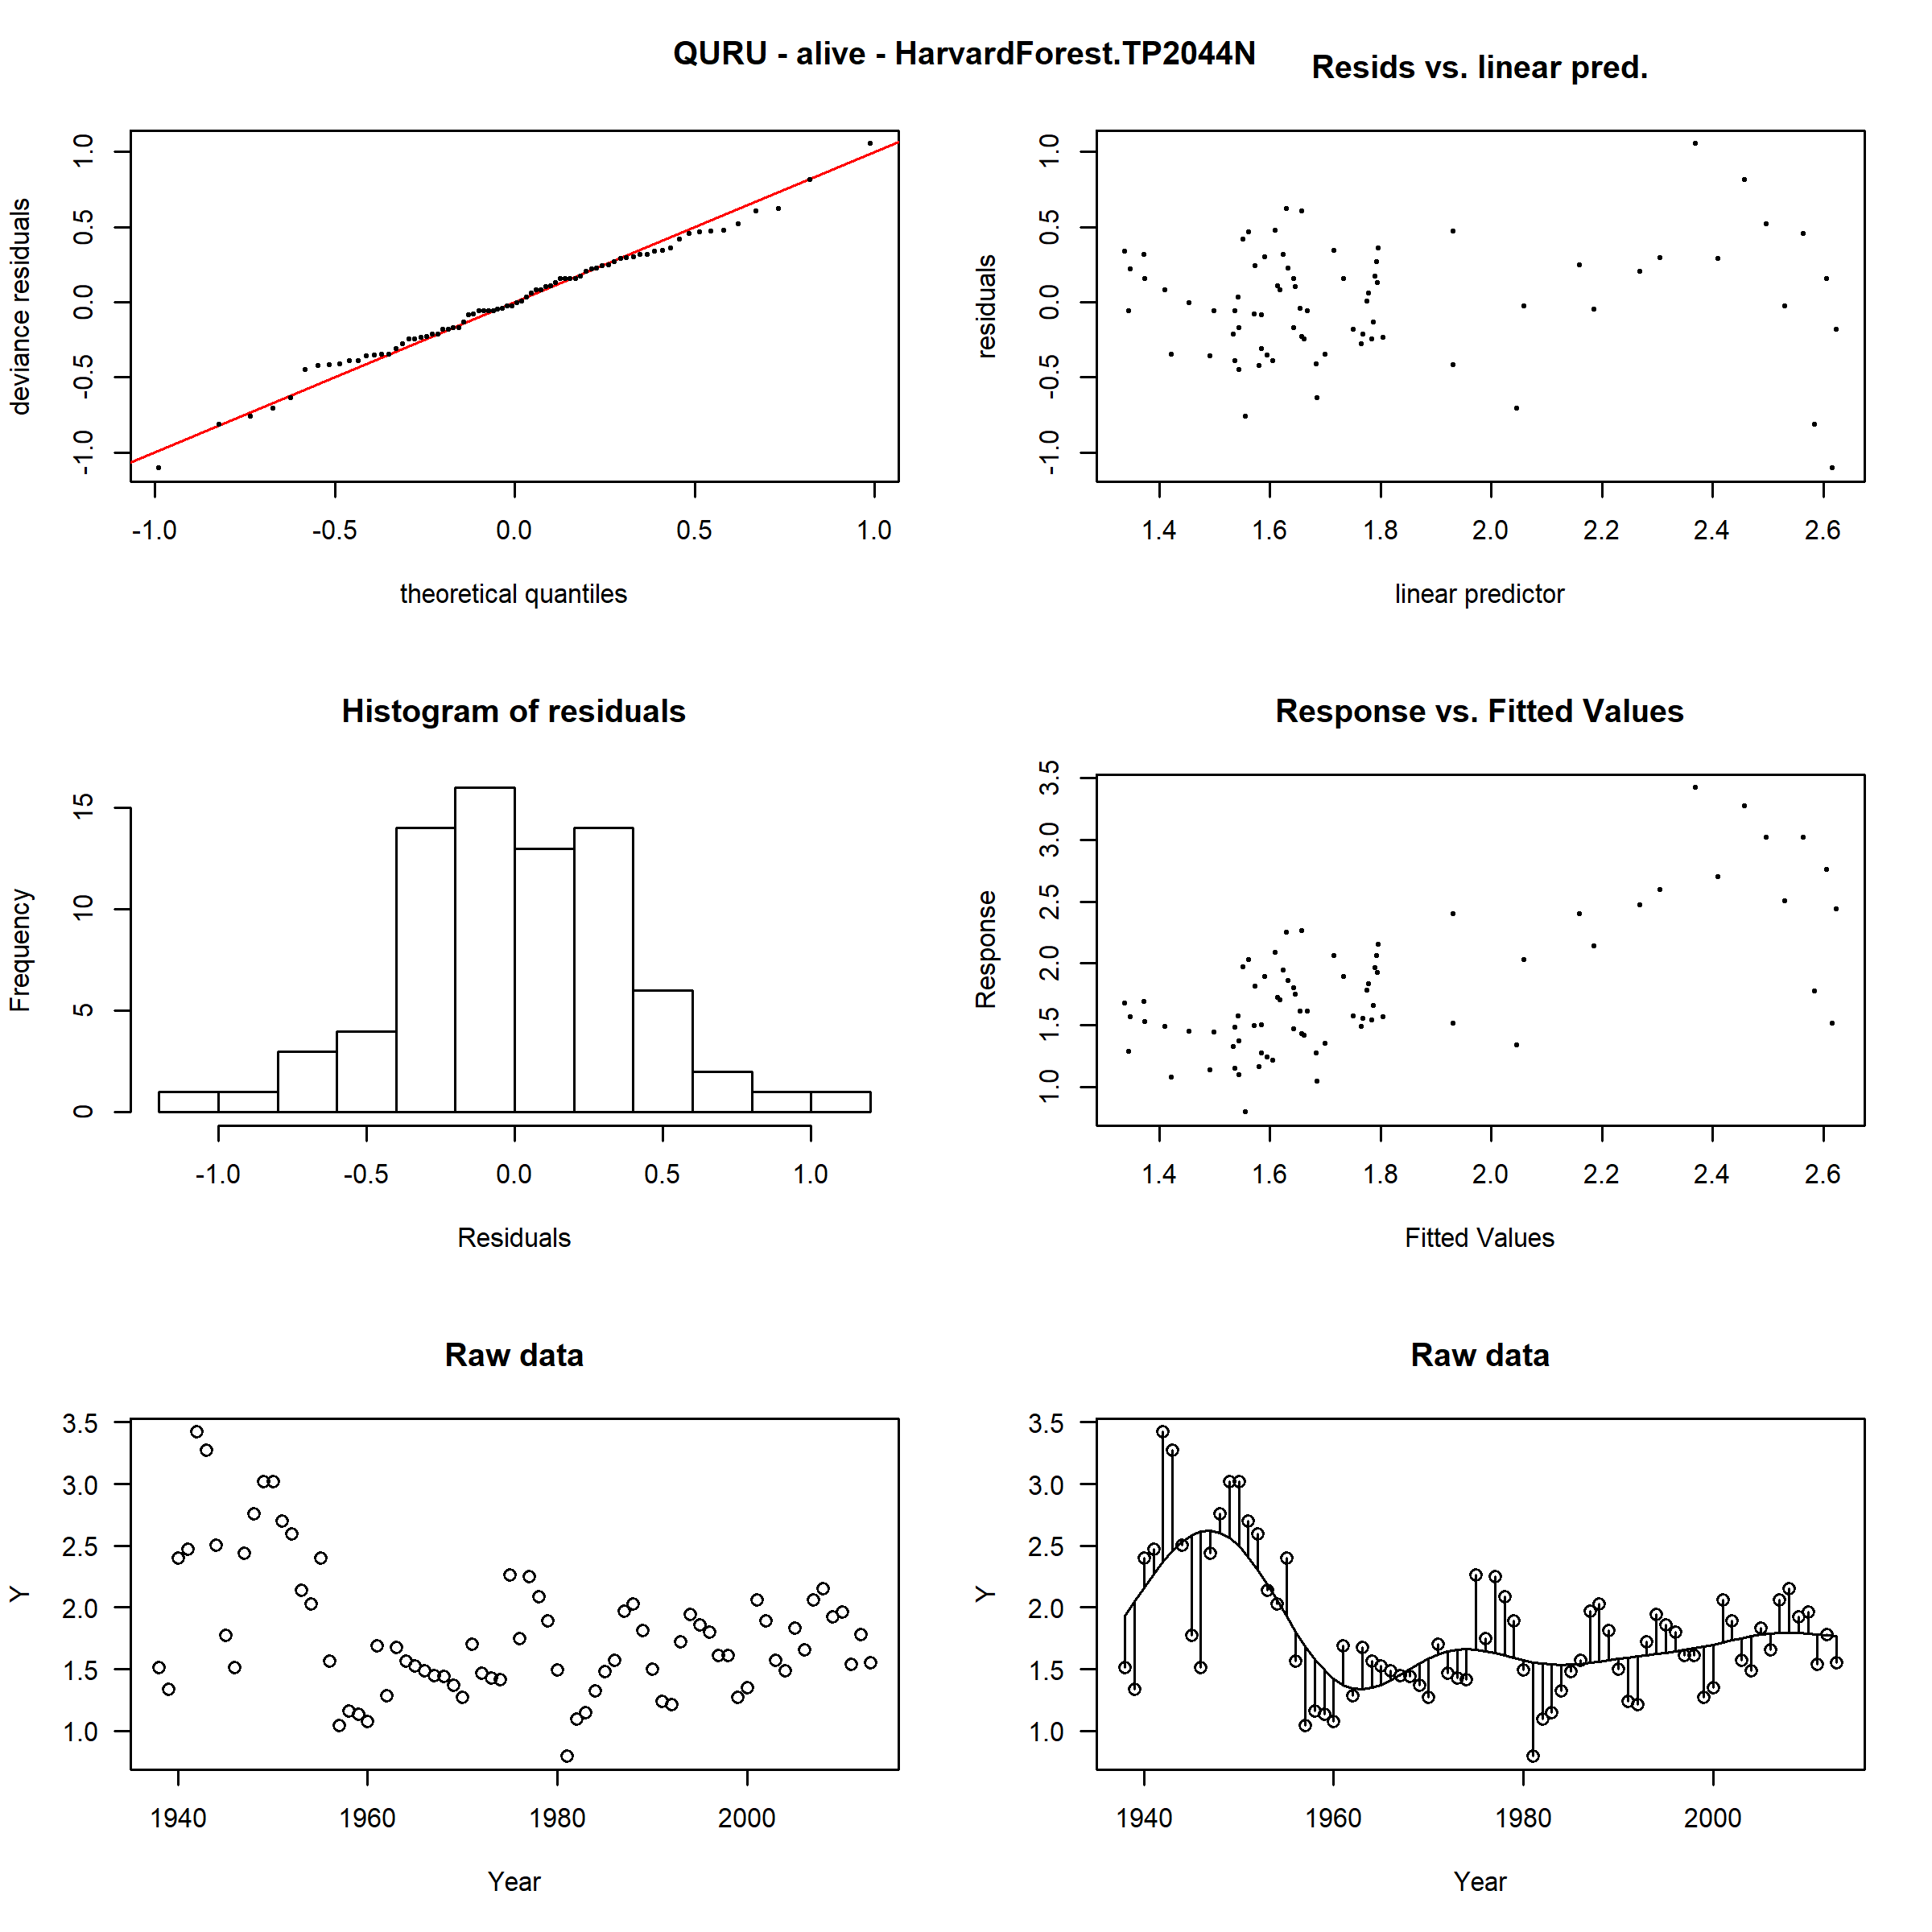 QURU - alive - HarvardForest.TP2044N
Resids vs. linear pred.
deviance residuals
-1.0 -0.5 0.0 0.5 1.0
-1.0 -0.5 0.0 0.5 1.0
theoretical quantiles
residuals
-1.0 -0.5 0.0 0.5 1.0
1.4 1.6 1.8 2.0 2.2 2.4 2.6
linear predictor
Histogram of residuals
Frequency
0 5 10 15
-1.0 -0.5 0.0 0.5 1.0
Residuals
Response vs. Fitted Values
Response
1.0 1.5 2.0 2.5 3.0 3.5
1.4 1.6 1.8 2.0 2.2 2.4 2.6
Fitted Values
Raw data
Y
3.5
3.0
2.5
2.0
1.5
1.0
1940 1960 1980 2000
Year
Raw data
Y
3.5
3.0
2.5
2.0
1.5
1.0
1940 1960 1980 2000
Year